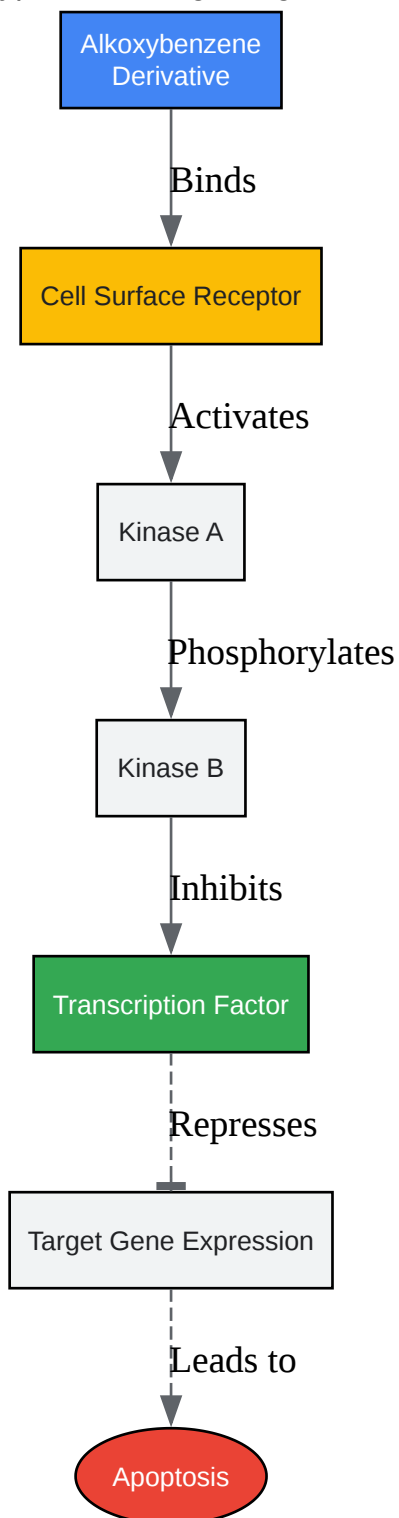 Alkoxybenzene
Derivative
Binds
Cell Surface Receptor
Activates
Kinase A
Phosphorylates
Kinase B
Inhibits
Transcription Factor
Represses
Target Gene Expression
Leads to
Apoptosis